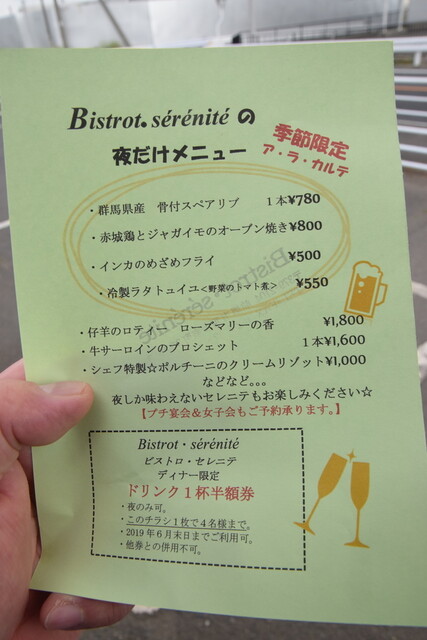 Bistrot. sérénité の
夜だけメニュー
季節限定
ア・ラ・カルテ
・群馬県産 骨付スペアリブ 1本¥780
・赤城鶏とジャガイモのオーブン焼き¥800
・インカのめざめフライ ¥500
・冷製ラタトュイユ<野菜のトマト煮> ¥550
・仔羊のロティー ローズマリーの香 ¥1,800
・牛サーロインのブロシェット 1本¥1,600
・シェフ特製☆ポルチーニのクリームリゾット¥1,000
などなど。。。
夜しか味わえないセレニテもお楽しみください☆
【プチ宴会&女子会もご予約承ります。】
Bistrot・sérénité
ビストロ・セレニテ
ディナー限定
ドリンク1杯半額券
・夜のみ可。
・このチラシ1枚で4名様まで。
・2019年6月末日までご利用可。
・他券との併用不可。